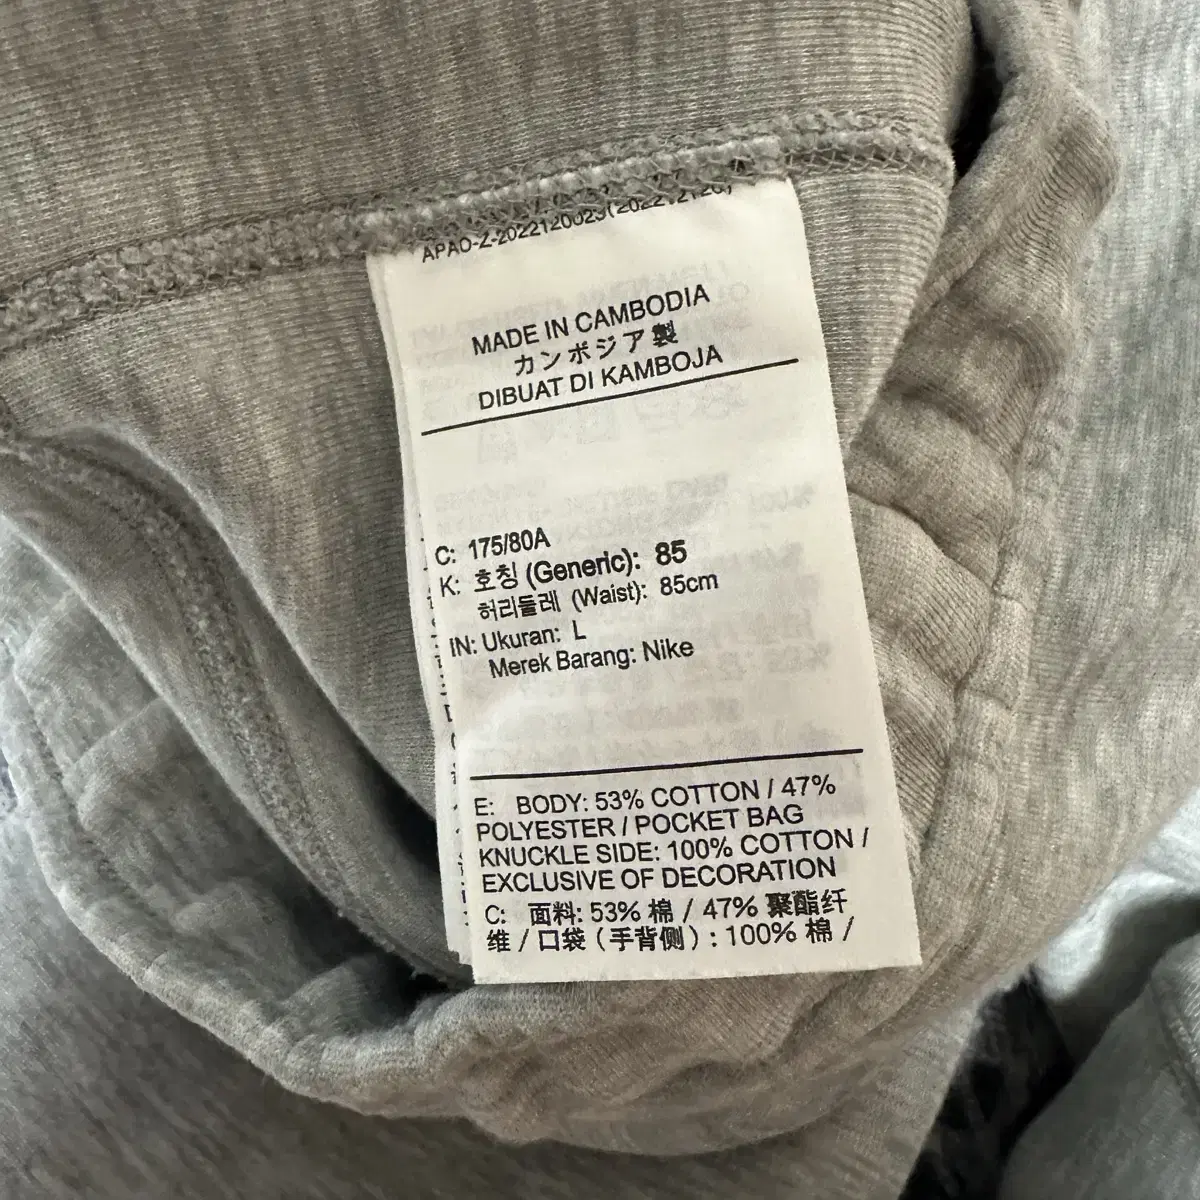 APAO-Z-2022120023(20221212
MADE IN CAMBODIA
カンボジア製
DIBUAT DI KAMBOJA
C: 175/80A
K: 호칭 (Generic): 85
허리둘레 (Waist): 85cm
IN: Ukuran: L
Merek Barang: Nike
E: BODY: 53% COTTON / 47%
POLYESTER / POCKET BAG
KNUCKLE SIDE: 100% COTTON /
EXCLUSIVE OF DECORATION
C: 面料: 53% 棉 / 47% 聚酯纤
维 / 口袋 ( 手背侧 ) : 100% 棉 /